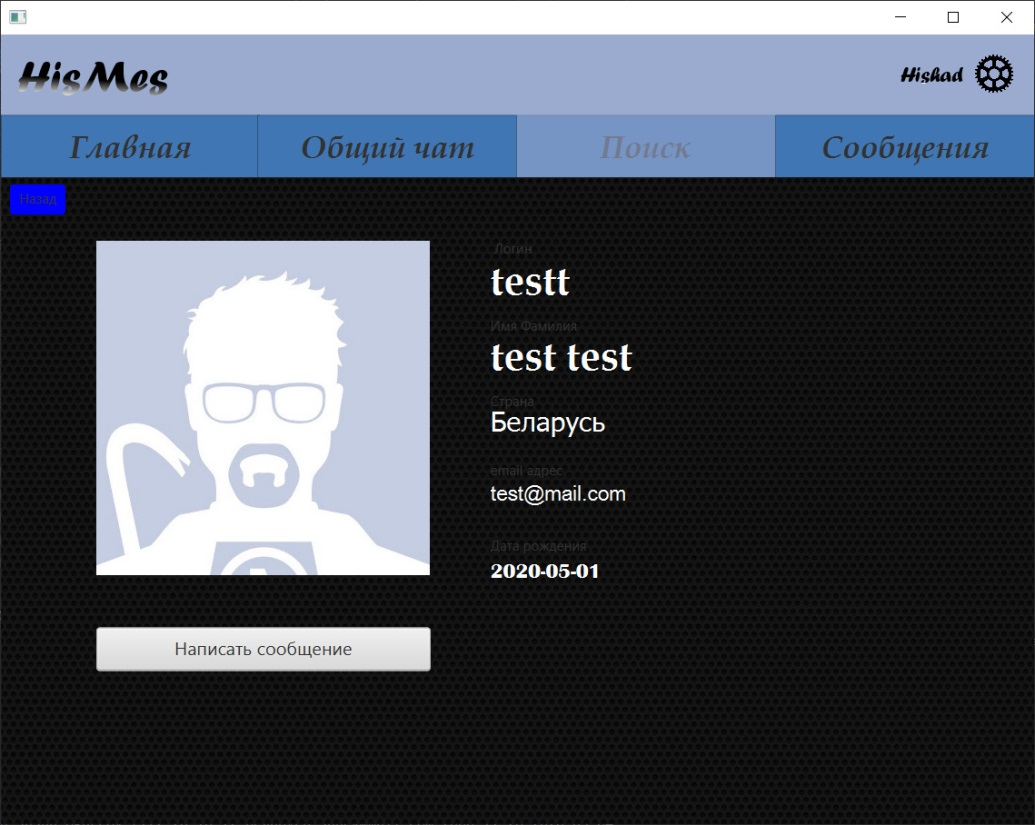 HisMes
Hishad
Главная
Общий чат
Поиск
Сообщения
Назад
Логин
testt
Имя Фамилия
test test
Страна
Беларусь
email адрес
test@mail.com
Дата рождения
2020-05-01
Написать сообщение